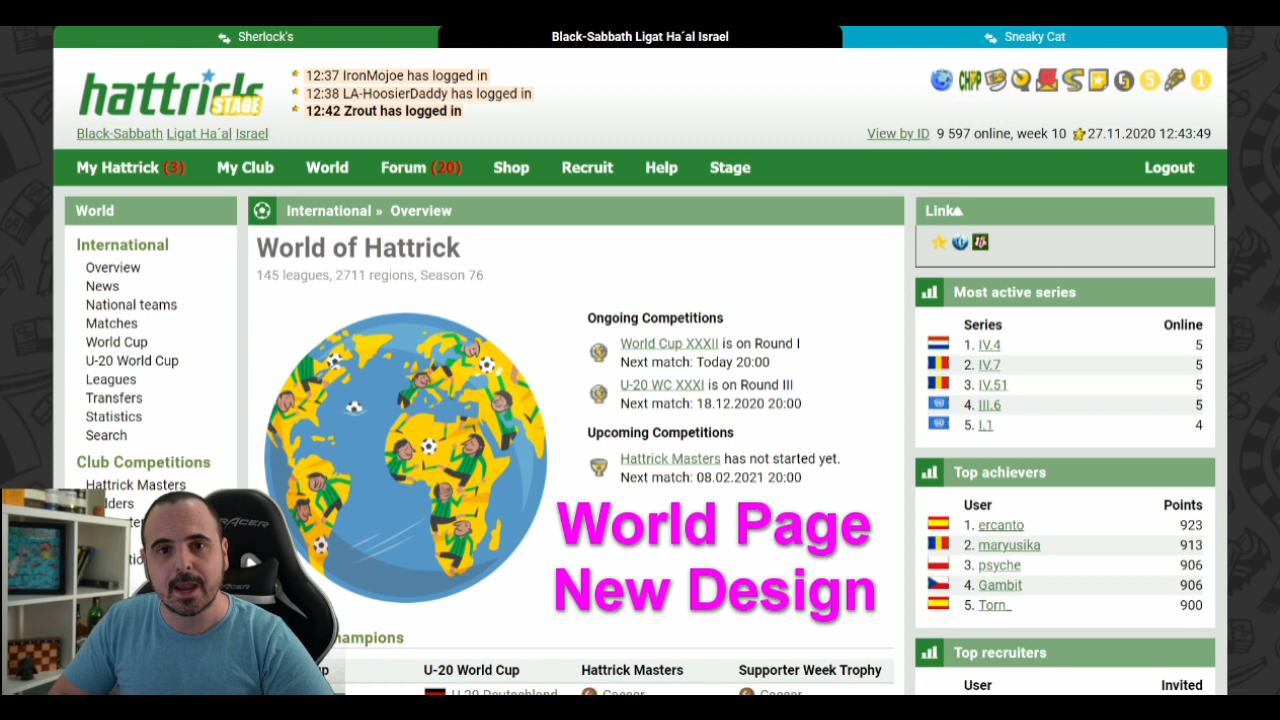 Sherlock's
Black-Sabbath Ligat Ha´al Israel
Sneaky Cat
hattrick
STAGE
12:37 IronMojoe has logged in
12:38 LA-HoosierDaddy has logged in
12:42 Zrout has logged in
CHPP
Black-Sabbath Ligat Ha´al Israel
View by ID 9 597 online, week 10 27.11.2020 12:43:49
My Hattrick (3) My Club World Forum (20) Shop Recruit Help Stage Logout
World
International
Overview
News
National teams
Matches
World Cup
U-20 World Cup
Leagues
Transfers
Statistics
Search
Club Competitions
Hattrick Masters
International » Overview
World of Hattrick
145 leagues, 2711 regions, Season 76
Ongoing Competitions
World Cup XXXII is on Round I
Next match: Today 20:00
U-20 WC XXXI is on Round III
Next match: 18.12.2020 20:00
Upcoming Competitions
Hattrick Masters has not started yet.
Next match: 08.02.2021 20:00
World Page
New Design
ACER
hampions
U-20 World Cup Hattrick Masters Supporter Week Trophy
U-20 Deutschland
Links
Most active series
Series Online
1. IV.4 5
2. IV.7 5
3. IV.51 5
4. III.6 5
5. I.1 4
Top achievers
User Points
1. ercanto 923
2. maryusika 913
3. psyche 906
4. Gambit 906
5. Torn_ 900
Top recruiters
User Invited